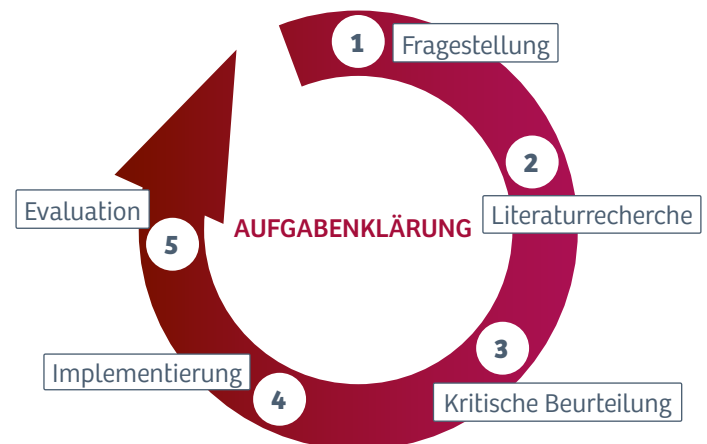 1
Fragestellung
2
Literaturrecherche
3
Kritische Beurteilung
4
Implementierung
5
Evaluation
AUFGABENKLÄRUNG